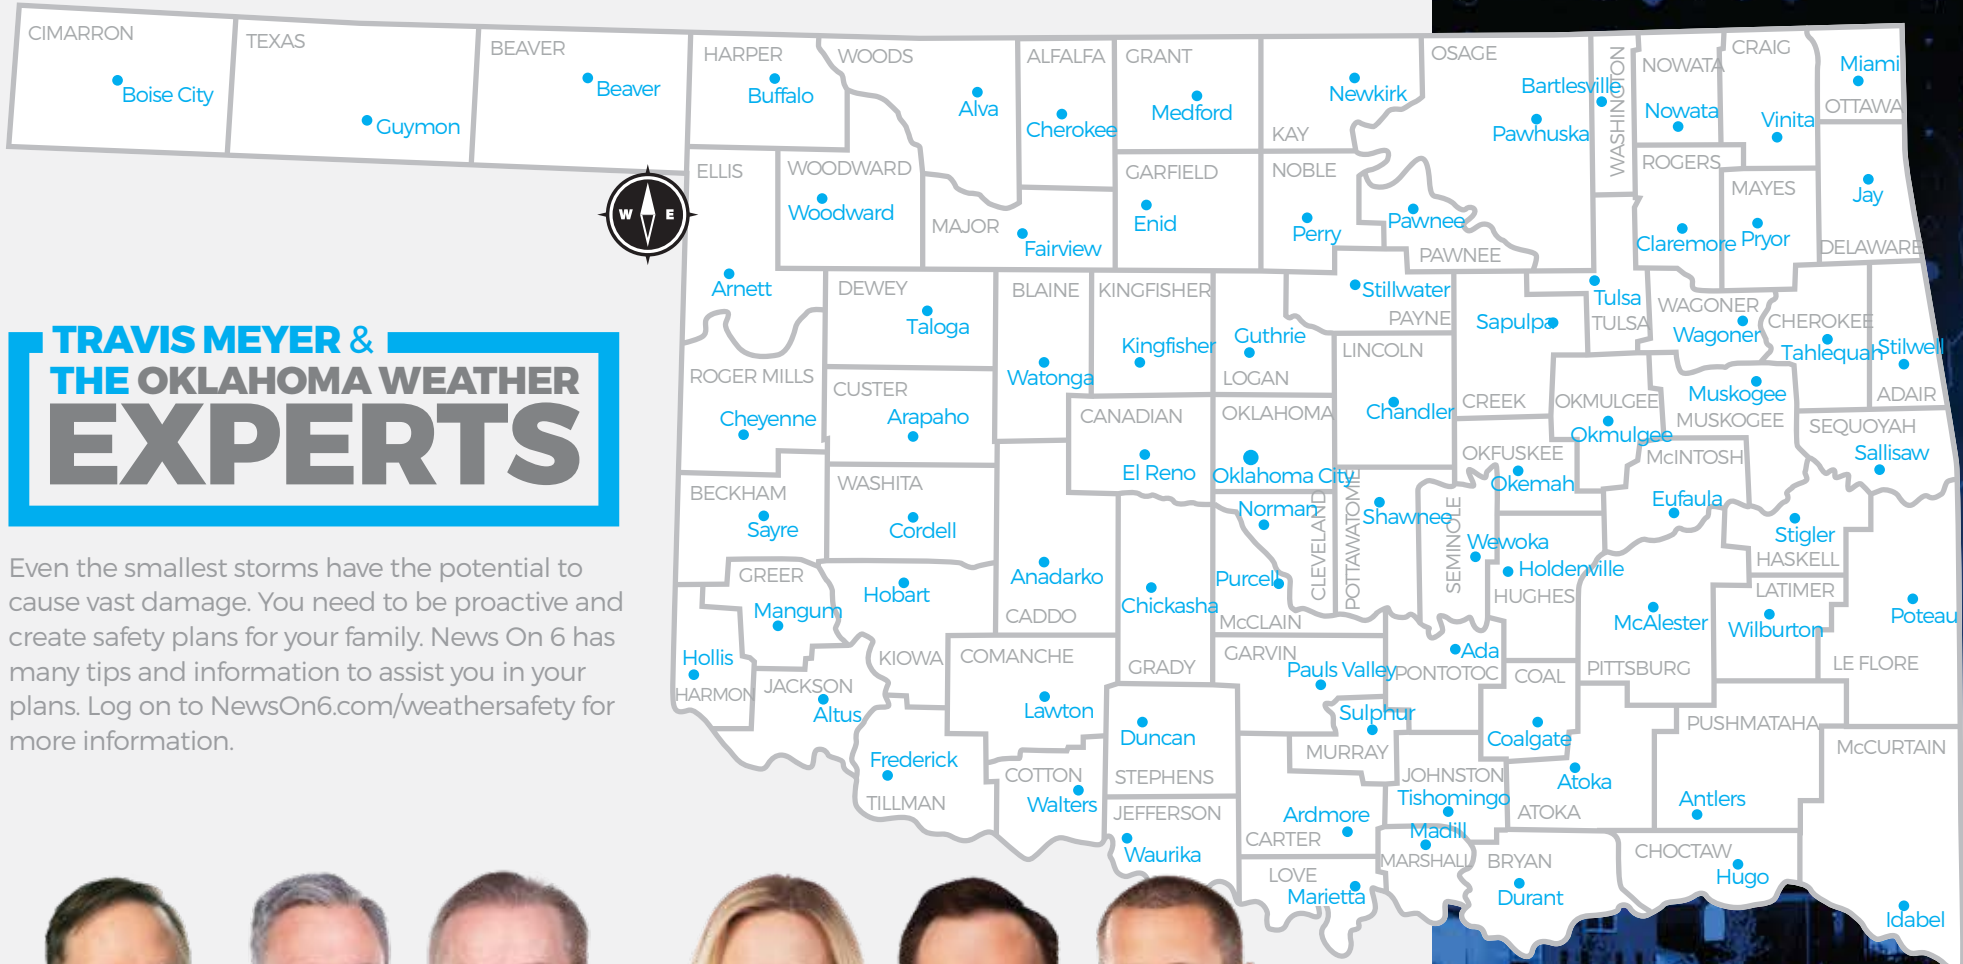 CIMARRON
Boise City
TEXAS
Guymon
BEAVER
Beaver
HARPER
Buffalo
WOODS
Alva
ALFALFA
Cherokee
GRANT
Medford
KAY
Newkirk
OSAGE
Pawhuska
WASHINGTON
Bartlesville
NOWATA
Nowata
CRAIG
Vinita
Miami
OTTAWA
ELLIS
Arnett
WOODWARD
Woodward
MAJOR
Fairview
GARFIELD
Enid
NOBLE
Perry
Pawnee
PAWNEE
ROGERS
Claremore
MAYES
Pryor
Jay
DELAWARE
W E
DEWEY
Taloga
BLAINE
Watonga
KINGFISHER
Kingfisher
Guthrie
LOGAN
Stillwater
PAYNE
LINCOLN
Chandler
Sapulpa
CREEK
Tulsa
TULSA
WAGONER
Wagoner
CHEROKEE
Tahlequah
Stilwell
ADAIR
TRAVIS MEYER &
THE OKLAHOMA WEATHER
EXPERTS
ROGER MILLS
Cheyenne
CUSTER
Arapaho
CANADIAN
El Reno
OKLAHOMA
Oklahoma City
OKMULGEE
Okmulgee
Muskogee
MUSKOGEE
SEQUOYAH
Sallisaw
BECKHAM
Sayre
WASHITA
Cordell
Norman
CLEVELAND
POTTAWATOMIE
Shawnee
SEMINOLE
Wewoka
OKFUSKEE
Okemah
McINTOSH
Eufaula
Stigler
HASKELL
Even the smallest storms have the potential to
cause vast damage. You need to be proactive and
create safety plans for your family. News On 6 has
many tips and information to assist you in your
plans. Log on to NewsOn6.com/weathersafety for
more information.
GREER
Mangum
Hobart
KIOWA
Anadarko
CADDO
Chickasha
GRADY
Purcell
McCLAIN
Holdenville
HUGHES
McAlester
PITTSBURG
LATIMER
Wilburton
Poteau
LE FLORE
Hollis
HARMON
JACKSON
Altus
COMANCHE
Lawton
GARVIN
Pauls Valley
Ada
PONTOTOC
COAL
Coalgate
Frederick
TILLMAN
COTTON
Walters
Duncan
STEPHENS
Sulphur
MURRAY
JOHNSTON
Tishomingo
Atoka
ATOKA
PUSHMATAHA
Antlers
McCURTAIN
Idabel
JEFFERSON
Waurika
Ardmore
CARTER
LOVE
Marietta
Madill
MARSHALL
BRYAN
Durant
CHOCTAW
Hugo